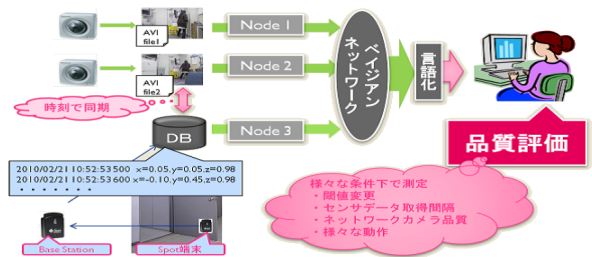 AVI
file1
Node 1
AVI
file2
Node 2
時刻で同期
DB
Node 3
ベイジアン
ネットワーク
言語化
品質評価
2010/02/21 10:52:53 500 x=0.05,y=0.05,z=0.98
2010/02/21 10:52:53 600 x=-0.10,y=0.45,z=0.98
・・・・・・・
様々な条件下で測定
・閾値変更
・センサデータ取得間隔
・ネットワークカメラ品質
・様々な動作
Base Station
Spot端末